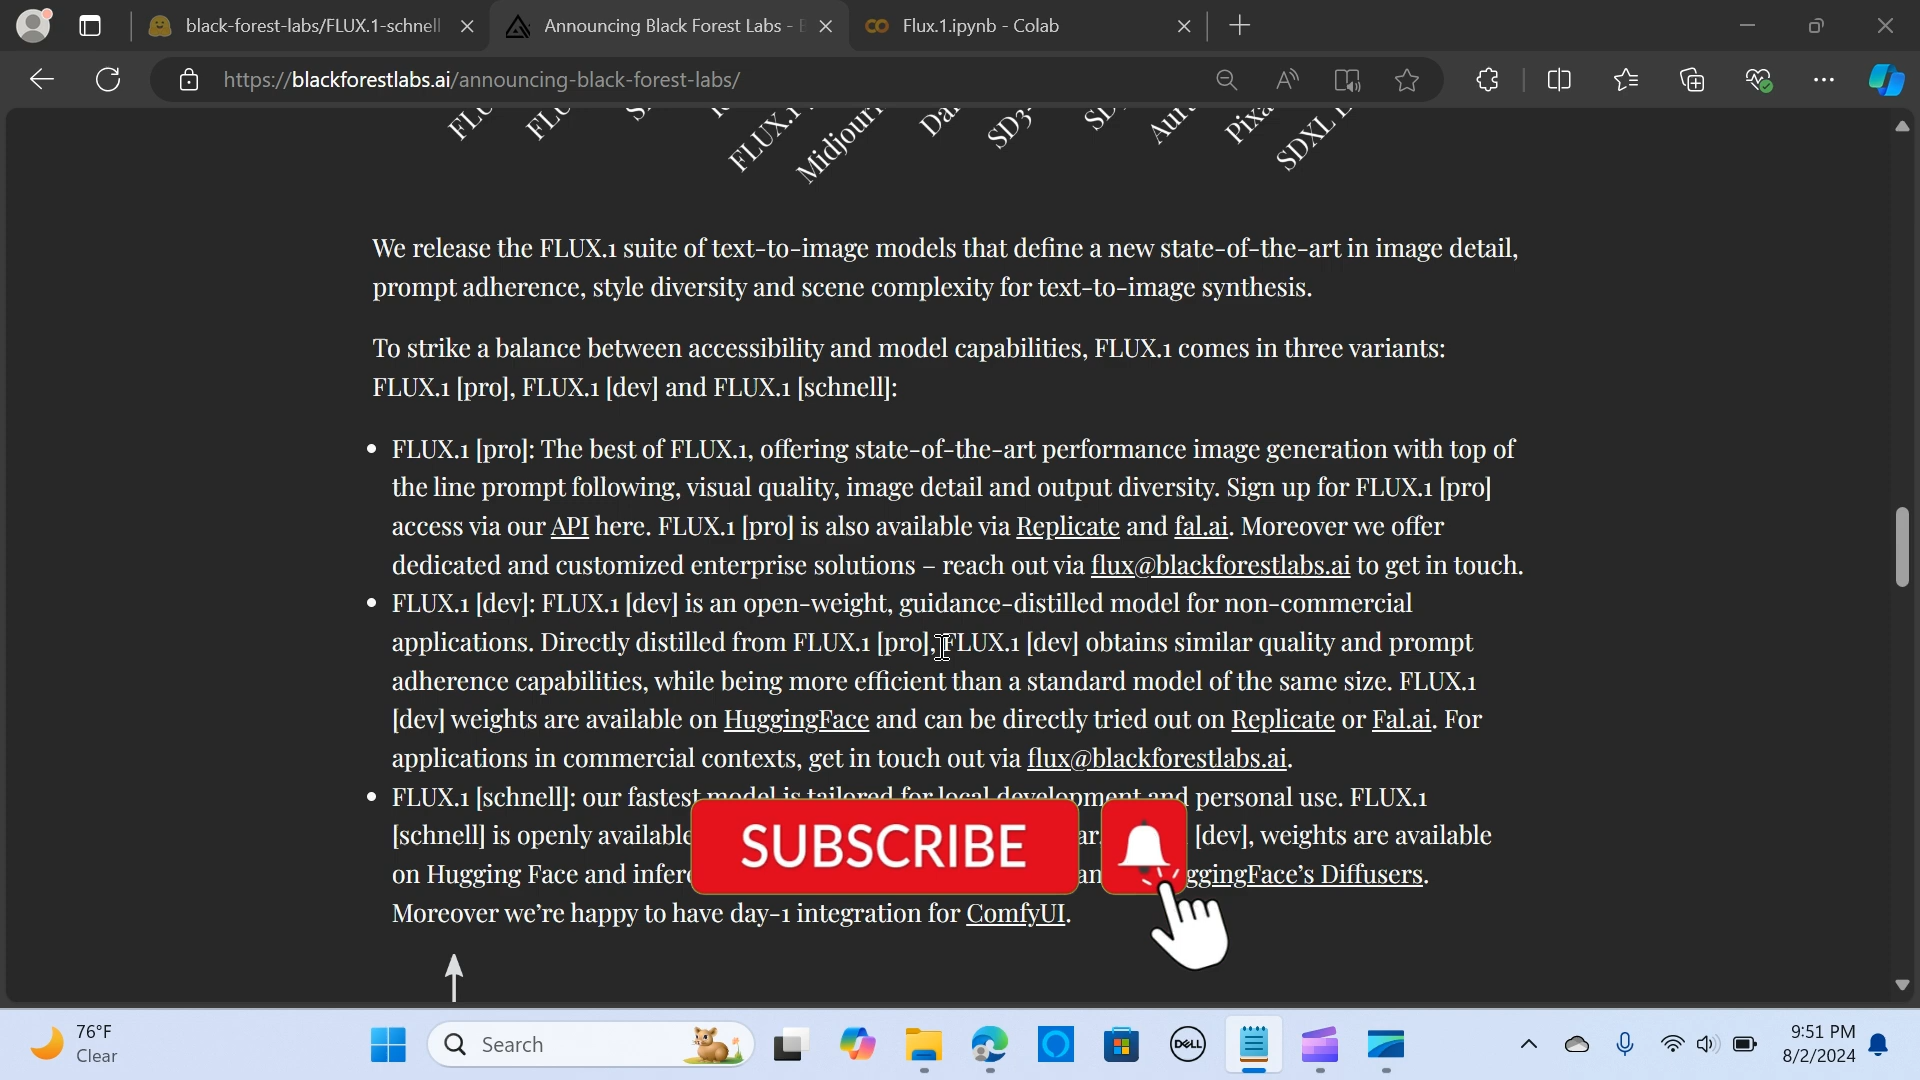 black-forest-labs/FLUX.1-schnell
Announcing Black Forest Labs -
Flux.1.ipynb - Colab
https://blackforestlabs.ai/announcing-black-forest-labs/
FLUX.1
Midjour
SD3
SDXL
We release the FLUX.1 suite of text-to-image models that define a new state-of-the-art in image detail,
prompt adherence, style diversity and scene complexity for text-to-image synthesis.
To strike a balance between accessibility and model capabilities, FLUX.1 comes in three variants:
FLUX.1 [pro], FLUX.1 [dev] and FLUX.1 [schnell]:
• FLUX.1 [pro]: The best of FLUX.1, offering state-of-the-art performance image generation with top of
the line prompt following, visual quality, image detail and output diversity. Sign up for FLUX.1 [pro]
access via our API here. FLUX.1 [pro] is also available via Replicate and fal.ai. Moreover we offer
dedicated and customized enterprise solutions – reach out via flux@blackforestlabs.ai to get in touch.
• FLUX.1 [dev]: FLUX.1 [dev] is an open-weight, guidance-distilled model for non-commercial
applications. Directly distilled from FLUX.1 [pro], FLUX.1 [dev] obtains similar quality and prompt
adherence capabilities, while being more efficient than a standard model of the same size. FLUX.1
[dev] weights are available on HuggingFace and can be directly tried out on Replicate or Fal.ai. For
applications in commercial contexts, get in touch out via flux@blackforestlabs.ai.
• FLUX.1 [schnell]: our fastest model is tailored for local development and personal use. FLUX.1
[schnell] is openly available [dev], weights are available
on Hugging Face and ggingFace's Diffusers.
Moreover we're happy to have day-1 integration for ComfyUI.
SUBSCRIBE
76°F
Clear
Search
DELL
9:51 PM
8/2/2024